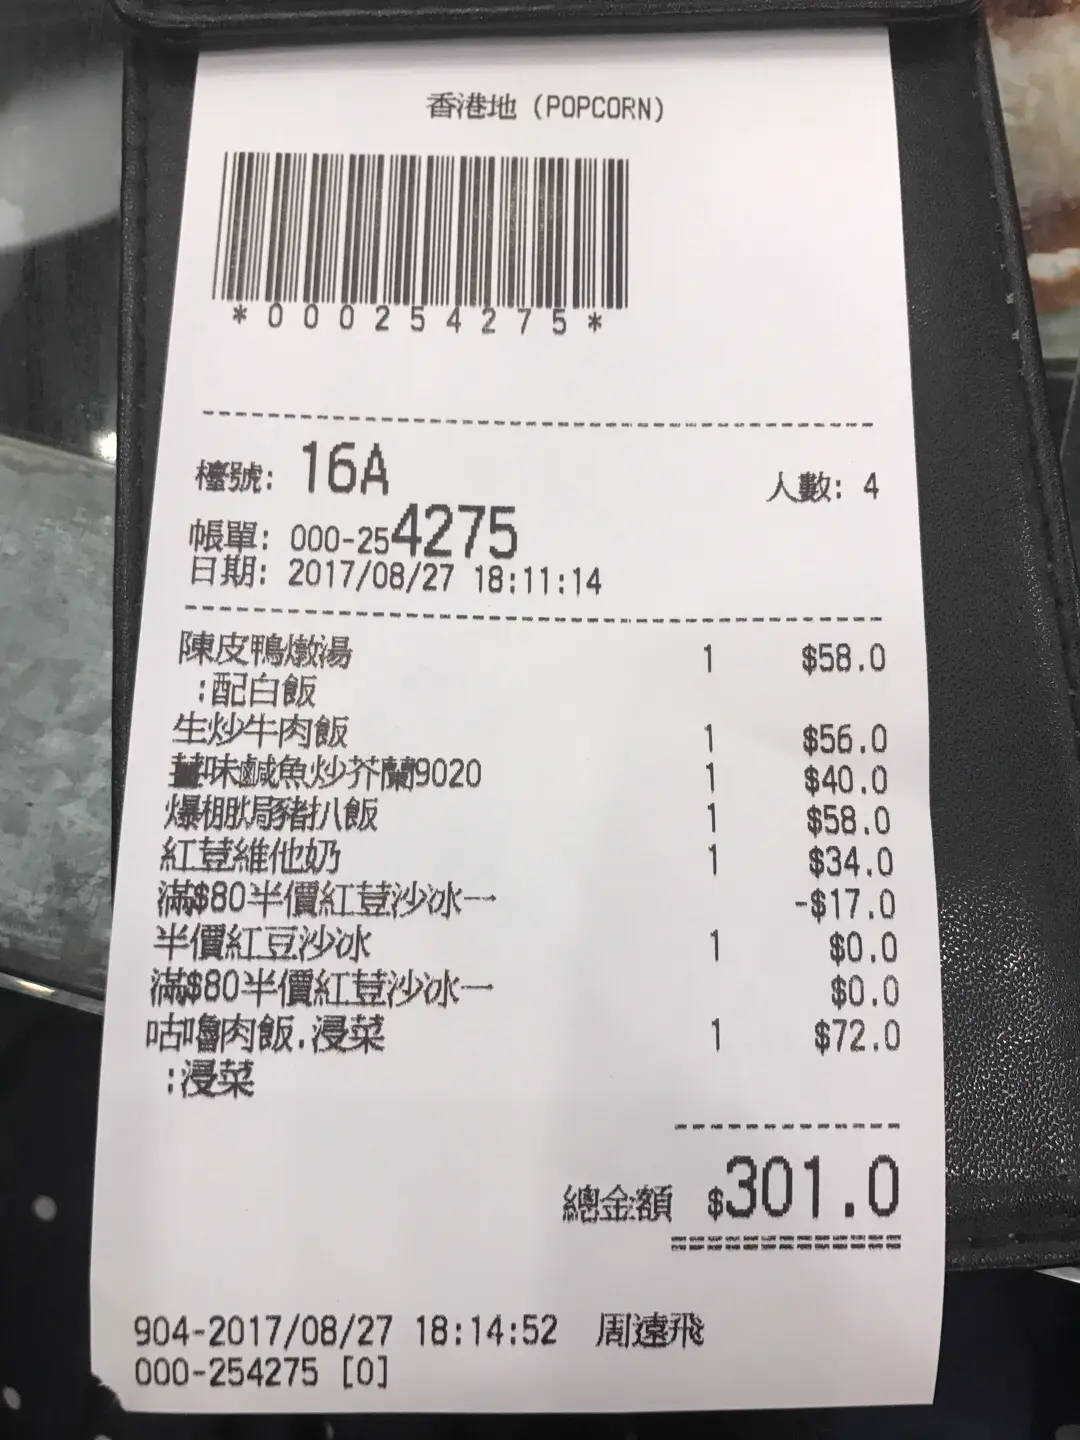 香港地 (POPCORN)
*000254275*
檯號: 16A 人數: 4
帳單: 000-254275
日期: 2017/08/27 18:11:14
陳皮鴨燉湯 1 $58.0
:配白飯
生炒牛肉飯 1 $56.0
薑味鹹魚炒芥蘭9020 1 $40.0
爆棚焗豬扒飯 1 $58.0
紅荳維他奶 1 $34.0
滿$80半價紅荳沙冰一 -$17.0
半價紅豆沙冰 1 $0.0
滿$80半價紅荳沙冰一 $0.0
咕嚕肉飯.浸菜 1 $72.0
:浸菜
總金額 $301.0
904-2017/08/27 18:14:52 周遠飛
000-254275 [0]